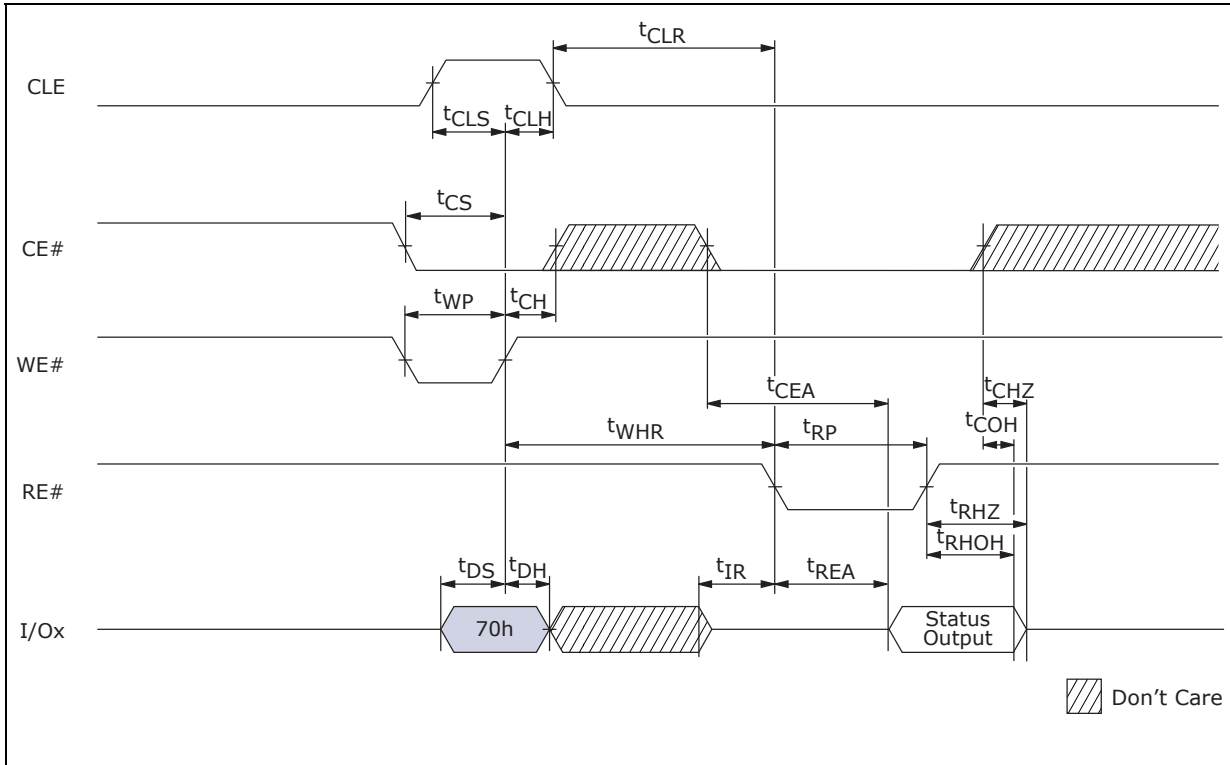 tCLR
CLE
tCLS tCLH
tCS
CE#
tWP tCH
WE#
tCEA tCHZ
tCOH
tWHR tRP
RE#
tRHZ
tRHOH
tDS tDH tIR tREA
I/Ox 70h Status
Output
Don't Care